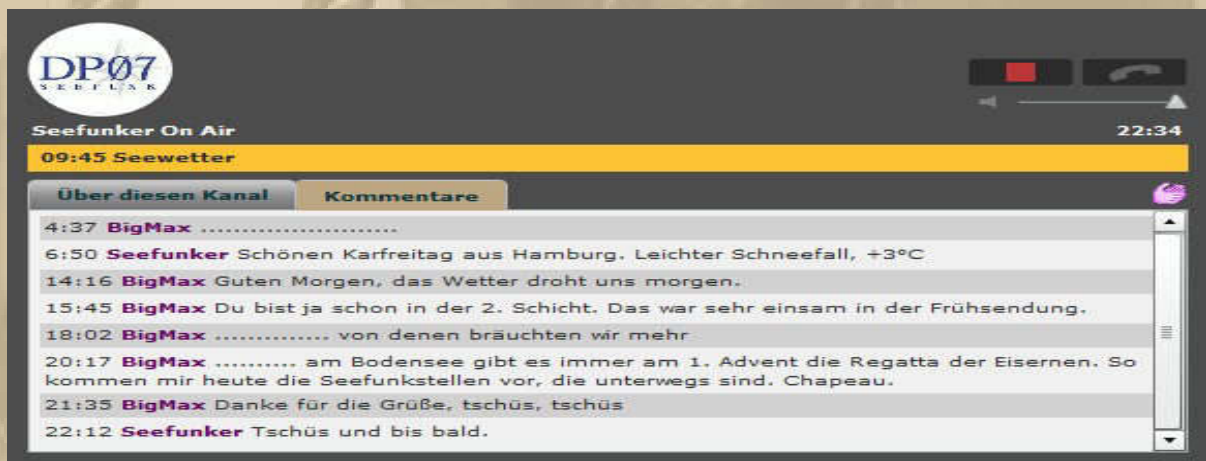 DPØ7
SEEFUNK
Seefunker On Air
22:34
09:45 Seewetter
Über diesen Kanal
Kommentare
4:37 BigMax ........................
6:50 Seefunker Schönen Karfreitag aus Hamburg. Leichter Schneefall, +3°C
14:16 BigMax Guten Morgen, das Wetter droht uns morgen.
15:45 BigMax Du bist ja schon in der 2. Schicht. Das war sehr einsam in der Frühsendung.
18:02 BigMax .............. von denen bräuchten wir mehr
20:17 BigMax .......... am Bodensee gibt es immer am 1. Advent die Regatta der Eisernen. So
kommen mir heute die Seefunkstellen vor, die unterwegs sind. Chapeau.
21:35 BigMax Danke für die Grüße, tschüs, tschüs
22:12 Seefunker Tschüs und bis bald.